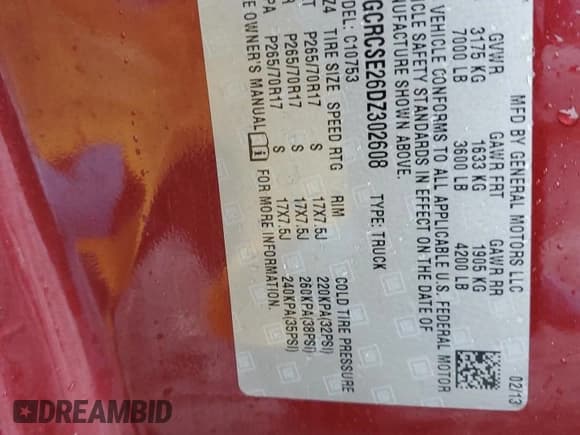 MFD BY GENERAL MOTORS LLC 02/13
GVWR GAWR FRT GAWR RR
3175 KG 1633 KG 1905 KG
7000 LB 3600 LB 4200 LB
VEHICLE CONFORMS TO ALL APPLICABLE U.S. FEDERAL MOTOR
VEHICLE SAFETY STANDARDS IN EFFECT ON THE DATE OF
MANUFACTURE SHOWN ABOVE.
GCRCSE26DZ302608 TYPE: TRUCK
MODEL: C10753
Z4 TIRE SIZE SPEED RTG RIM COLD TIRE PRESSURE
T P265/70R17 S 17X7.5J 220KPA(32PSI)
R P265/70R17 S 17X7.5J 260KPA(38PSI)
PA P265/70R17 S 17X7.5J 240KPA(35PSI)
OWNER'S MANUAL i FOR MORE INFORMATION.
DREAMBID